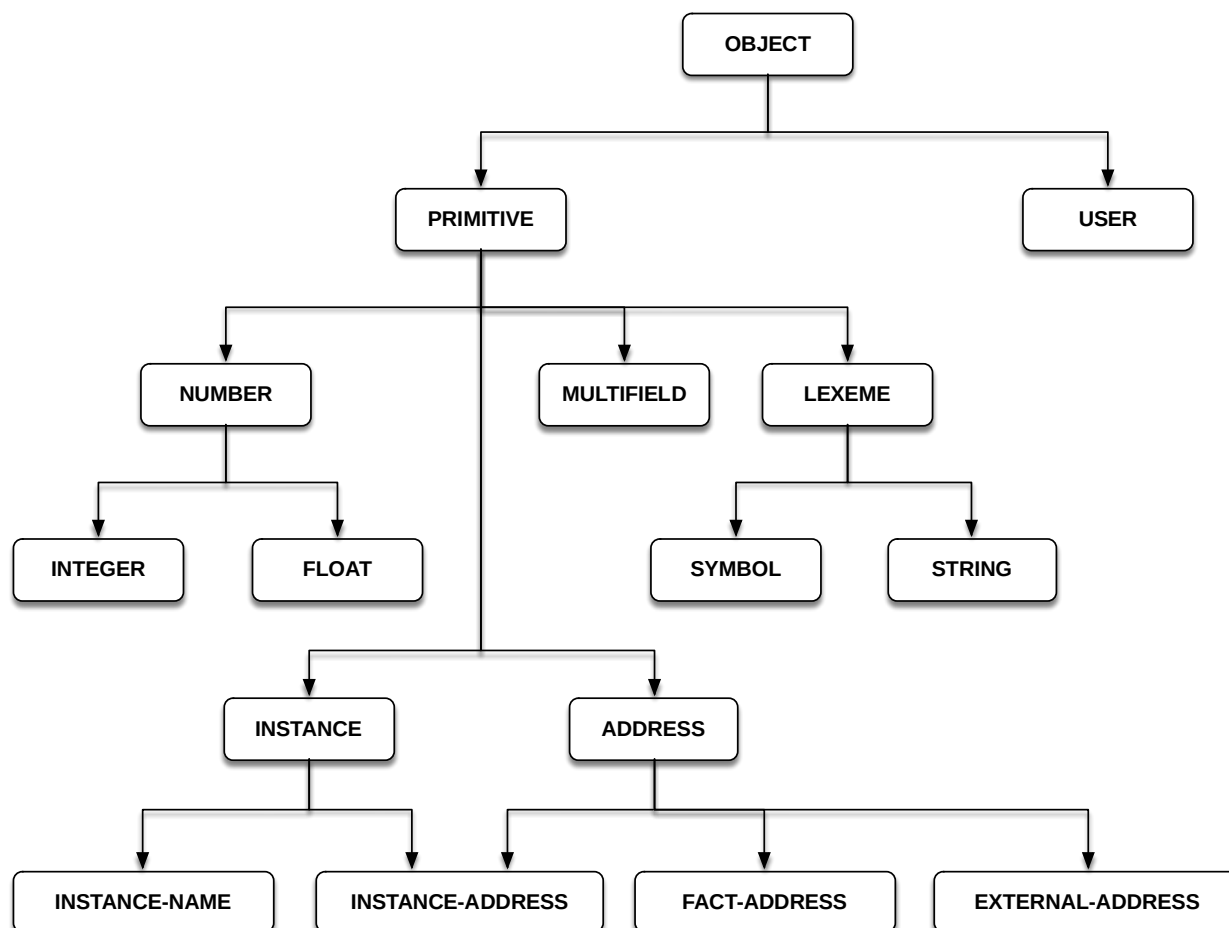 OBJECT
PRIMITIVE
USER
NUMBER
MULTIFIELD
LEXEME
INTEGER
FLOAT
SYMBOL
STRING
INSTANCE
ADDRESS
INSTANCE-NAME
INSTANCE-ADDRESS
FACT-ADDRESS
EXTERNAL-ADDRESS